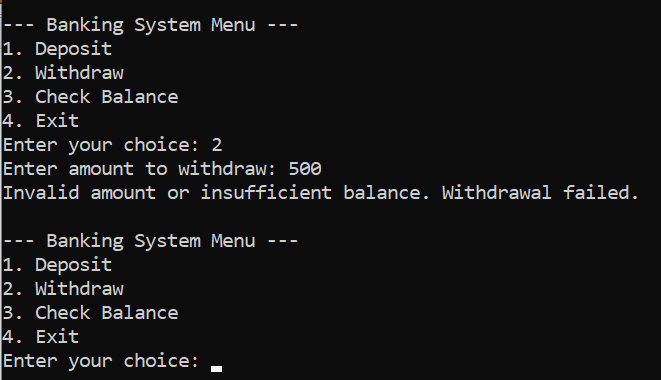 --- Banking System Menu ---
1. Deposit
2. Withdraw
3. Check Balance
4. Exit
Enter your choice: 2
Enter amount to withdraw: 500
Invalid amount or insufficient balance. Withdrawal failed.
--- Banking System Menu ---
1. Deposit
2. Withdraw
3. Check Balance
4. Exit
Enter your choice: